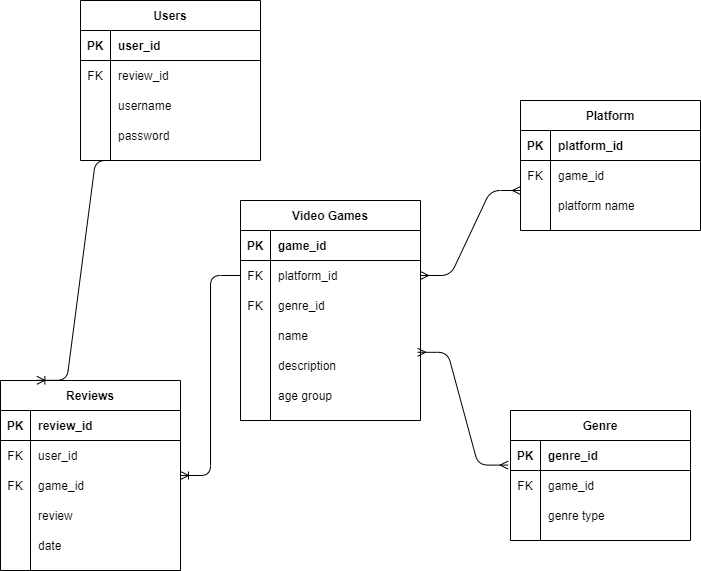 Users
PK user_id
FK review_id
username
password
Platform
PK platform_id
FK game_id
platform name
Video Games
PK game_id
FK platform_id
FK genre_id
name
description
age group
Reviews
PK review_id
FK user_id
FK game_id
review
date
Genre
PK genre_id
FK game_id
genre type